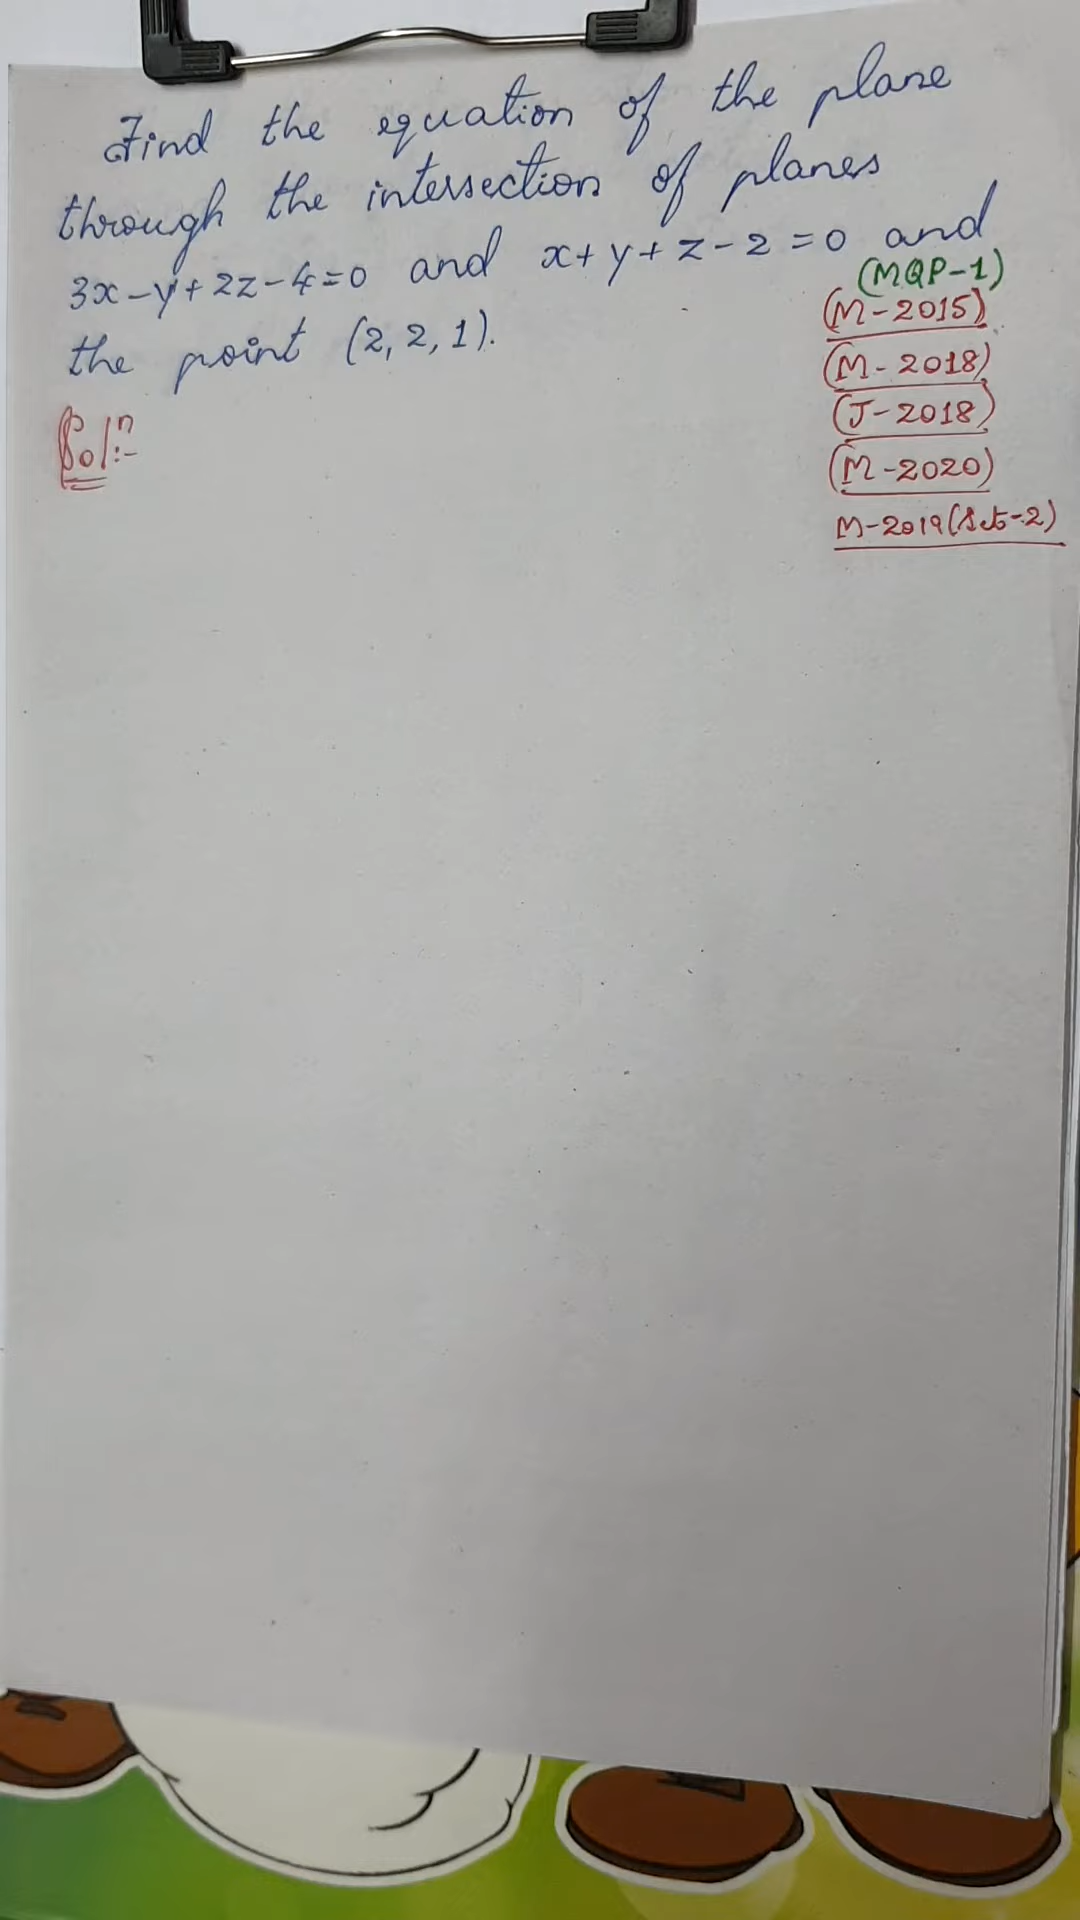 Find the equation of the plane
through the intersection of planes
3x-y+2z-4=0 and x+y+z-2=0 and
(MQP-1)
the point (2, 2, 1).
(M-2015)
(M-2018)
(J-2018)
(M-2020)
M-2019(Set-2)
Sol^n:-